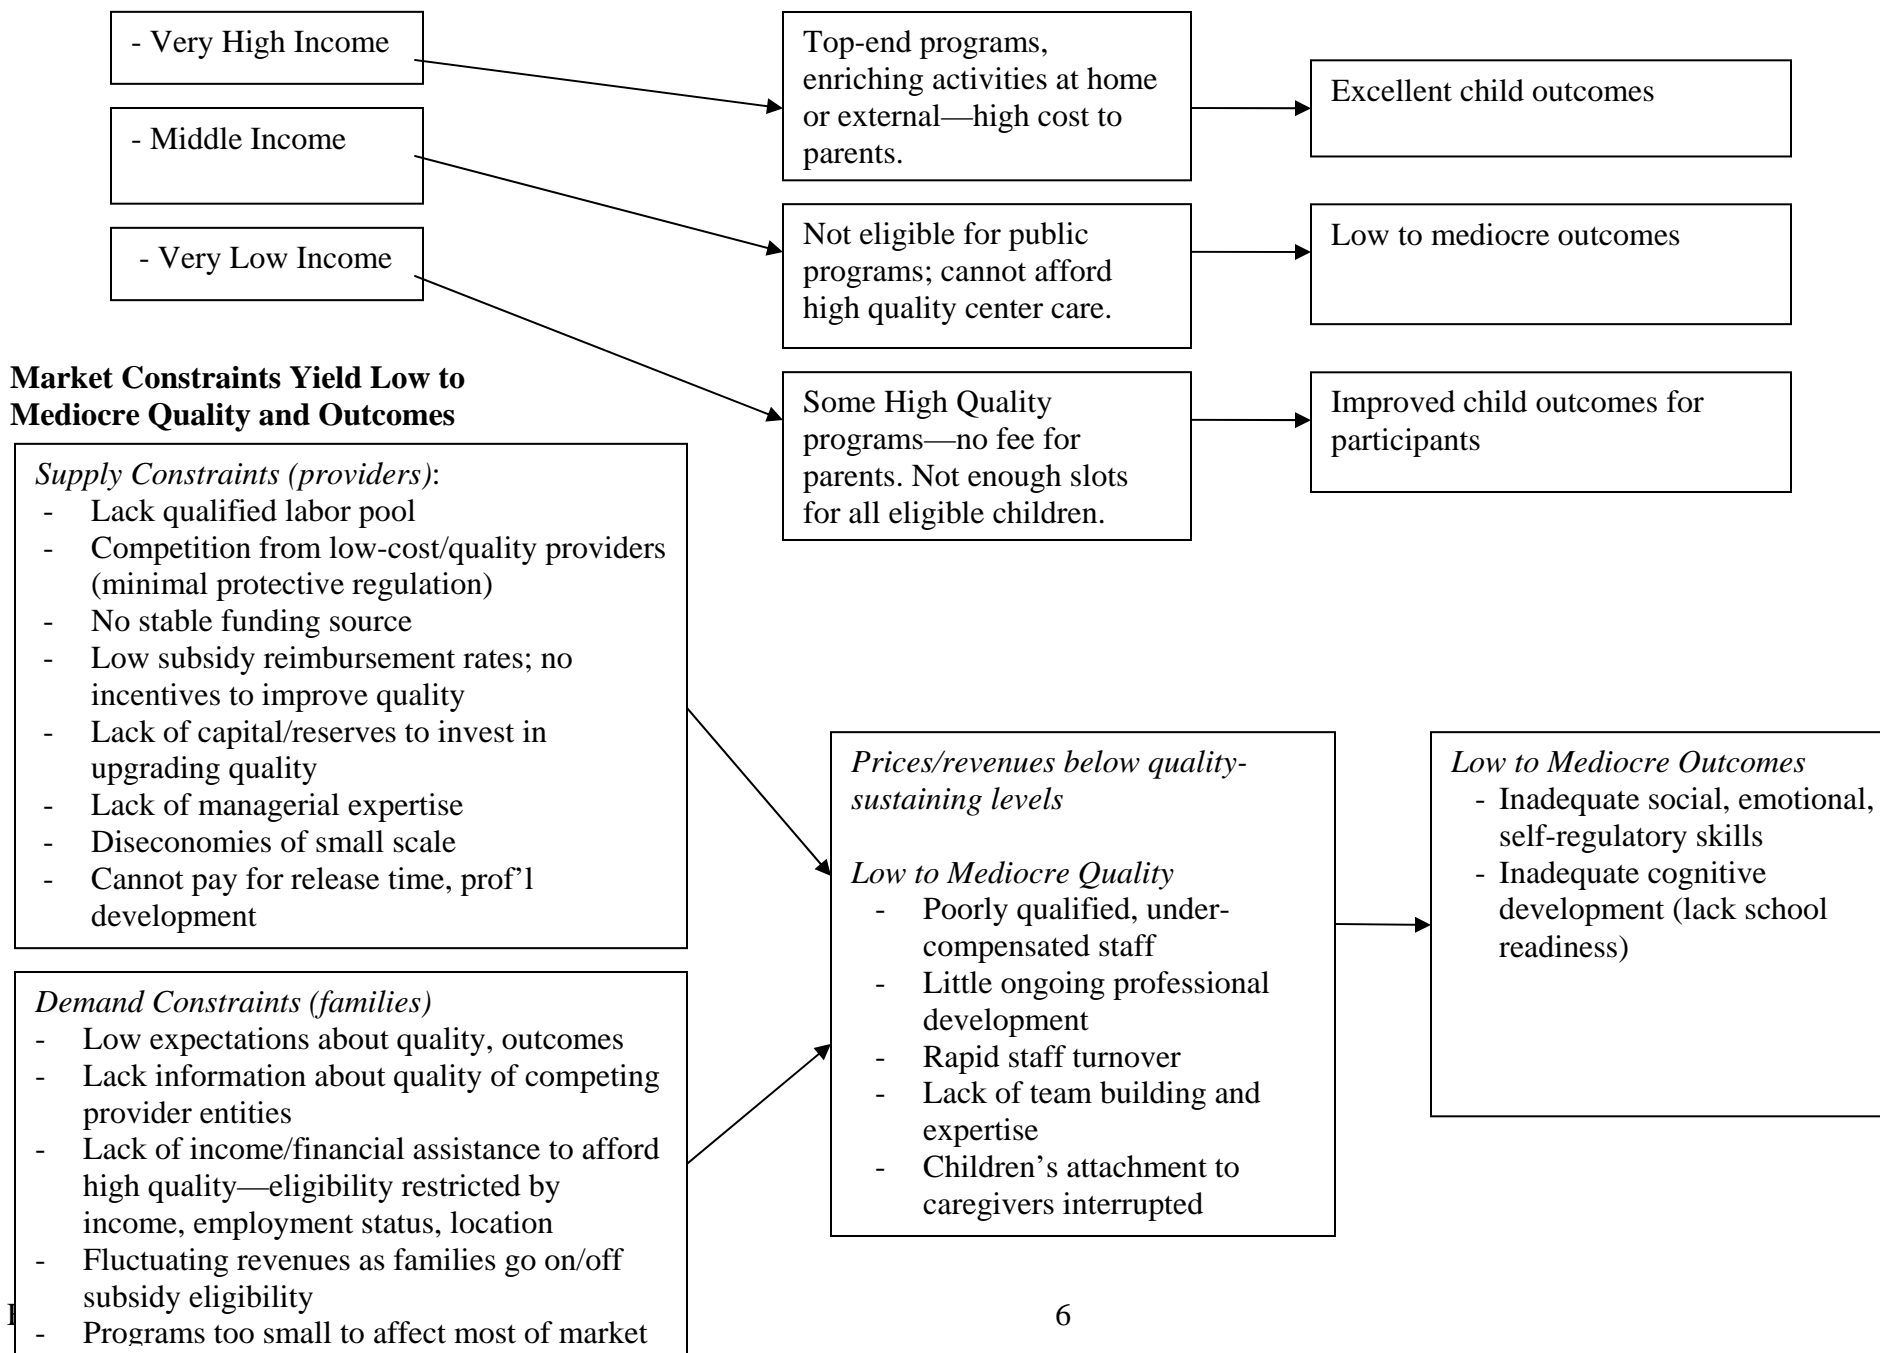 - Very High Income
- Middle Income
- Very Low Income
Top-end programs,
enriching activities at home
or external—high cost to
parents.
Excellent child outcomes
Not eligible for public
programs; cannot afford
high quality center care.
Low to mediocre outcomes
Some High Quality
programs—no fee for
parents. Not enough slots
for all eligible children.
Improved child outcomes for
participants
Market Constraints Yield Low to
Mediocre Quality and Outcomes
Supply Constraints (providers):
- Lack qualified labor pool
- Competition from low-cost/quality providers
(minimal protective regulation)
- No stable funding source
- Low subsidy reimbursement rates; no
incentives to improve quality
- Lack of capital/reserves to invest in
upgrading quality
- Lack of managerial expertise
- Diseconomies of small scale
- Cannot pay for release time, prof’l
development
Demand Constraints (families)
- Low expectations about quality, outcomes
- Lack information about quality of competing
provider entities
- Lack of income/financial assistance to afford
high quality—eligibility restricted by
income, employment status, location
- Fluctuating revenues as families go on/off
subsidy eligibility
- Programs too small to affect most of market
Prices/revenues below quality-
sustaining levels
Low to Mediocre Quality
- Poorly qualified, under-
compensated staff
- Little ongoing professional
development
- Rapid staff turnover
- Lack of team building and
expertise
- Children’s attachment to
caregivers interrupted
Low to Mediocre Outcomes
- Inadequate social, emotional,
self-regulatory skills
- Inadequate cognitive
development (lack school
readiness)
6